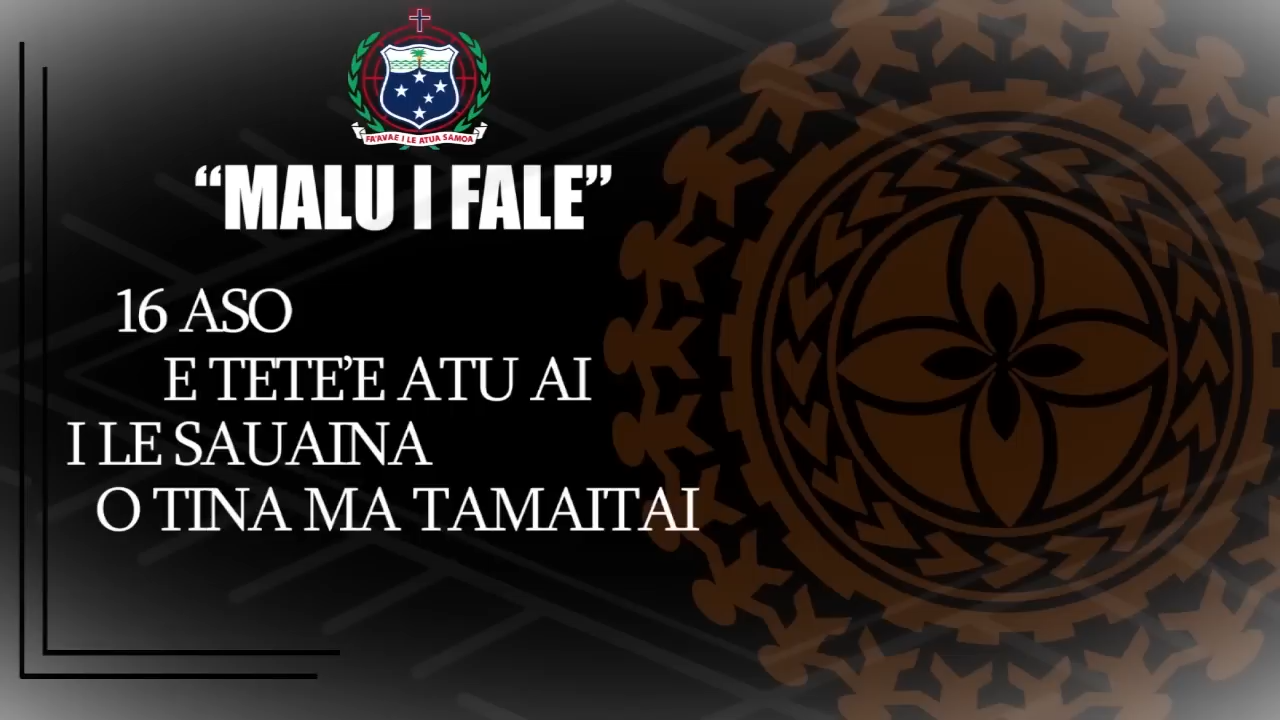 FA'AVAE I LE ATUA SAMOA
“MALU I FALE”
16 ASO
E TETE’E ATU AI
I LE SAUAINA
O TINA MA TAMAITAI